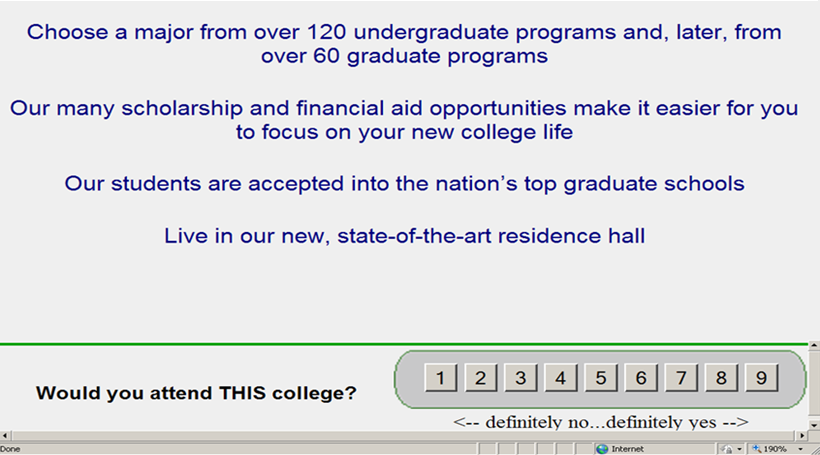 Choose a major from over 120 undergraduate programs and, later, from
over 60 graduate programs
Our many scholarship and financial aid opportunities make it easier for you
to focus on your new college life
Our students are accepted into the nation’s top graduate schools
Live in our new, state-of-the-art residence hall
Would you attend THIS college?
1 2 3 4 5 6 7 8 9
<-- definitely no...definitely yes -->
Done Internet 190%